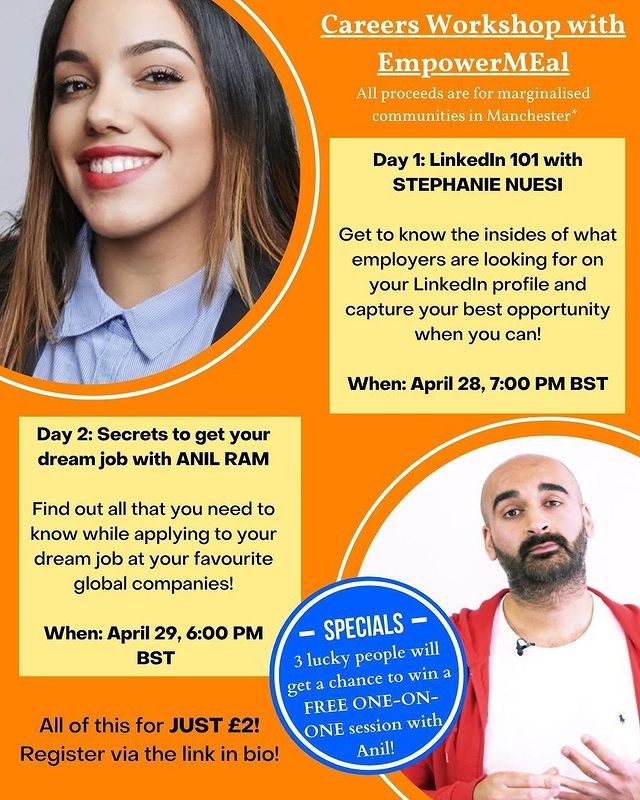 Careers Workshop with
EmpowerMEal
All proceeds are for marginalised
communities in Manchester*
Day 1: LinkedIn 101 with
STEPHANIE NUESI
Get to know the insides of what
employers are looking for on
your LinkedIn profile and
capture your best opportunity
when you can!
When: April 28, 7:00 PM BST
Day 2: Secrets to get your
dream job with ANIL RAM
Find out all that you need to
know while applying to your
dream job at your favourite
global companies!
When: April 29, 6:00 PM
BST
– SPECIALS –
3 lucky people will
get a chance to win a
FREE ONE-ON-
ONE session with
Anil!
All of this for JUST £2!
Register via the link in bio!